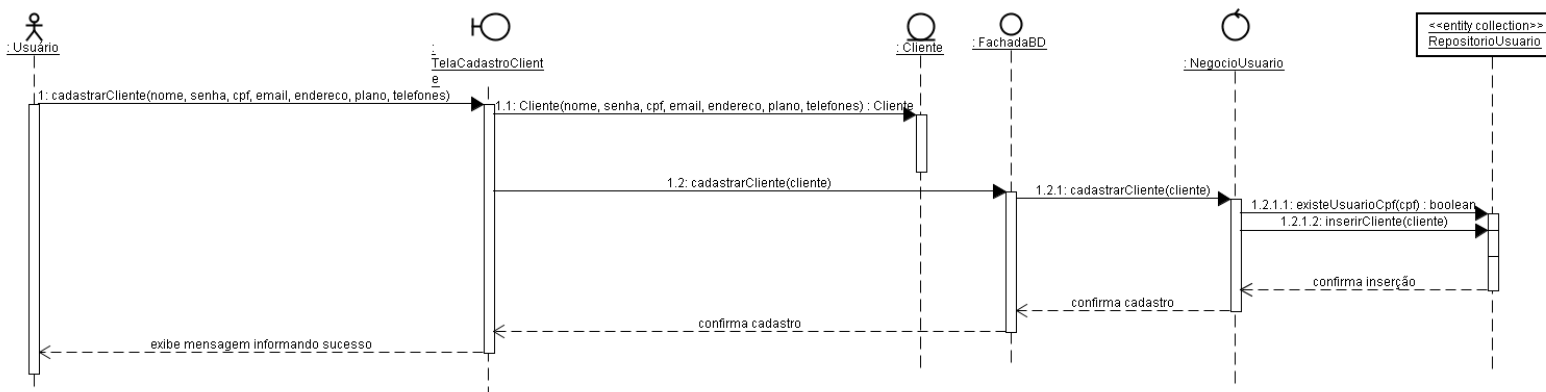 : Usuário
:
TelaCadastroClient
e
: Cliente
: FachadaBD
: NegocioUsuario
<<entity collection>>
RepositorioUsuario
1: cadastrarCliente(nome, senha, cpf, email, endereco, plano, telefones)
1.1: Cliente(nome, senha, cpf, email, endereco, plano, telefones) : Cliente
1.2: cadastrarCliente(cliente)
1.2.1: cadastrarCliente(cliente)
1.2.1.1: existeUsuarioCpf(cpf) : boolean
1.2.1.2: inserirCliente(cliente)
confirma inserção
confirma cadastro
confirma cadastro
exibe mensagem informando sucesso